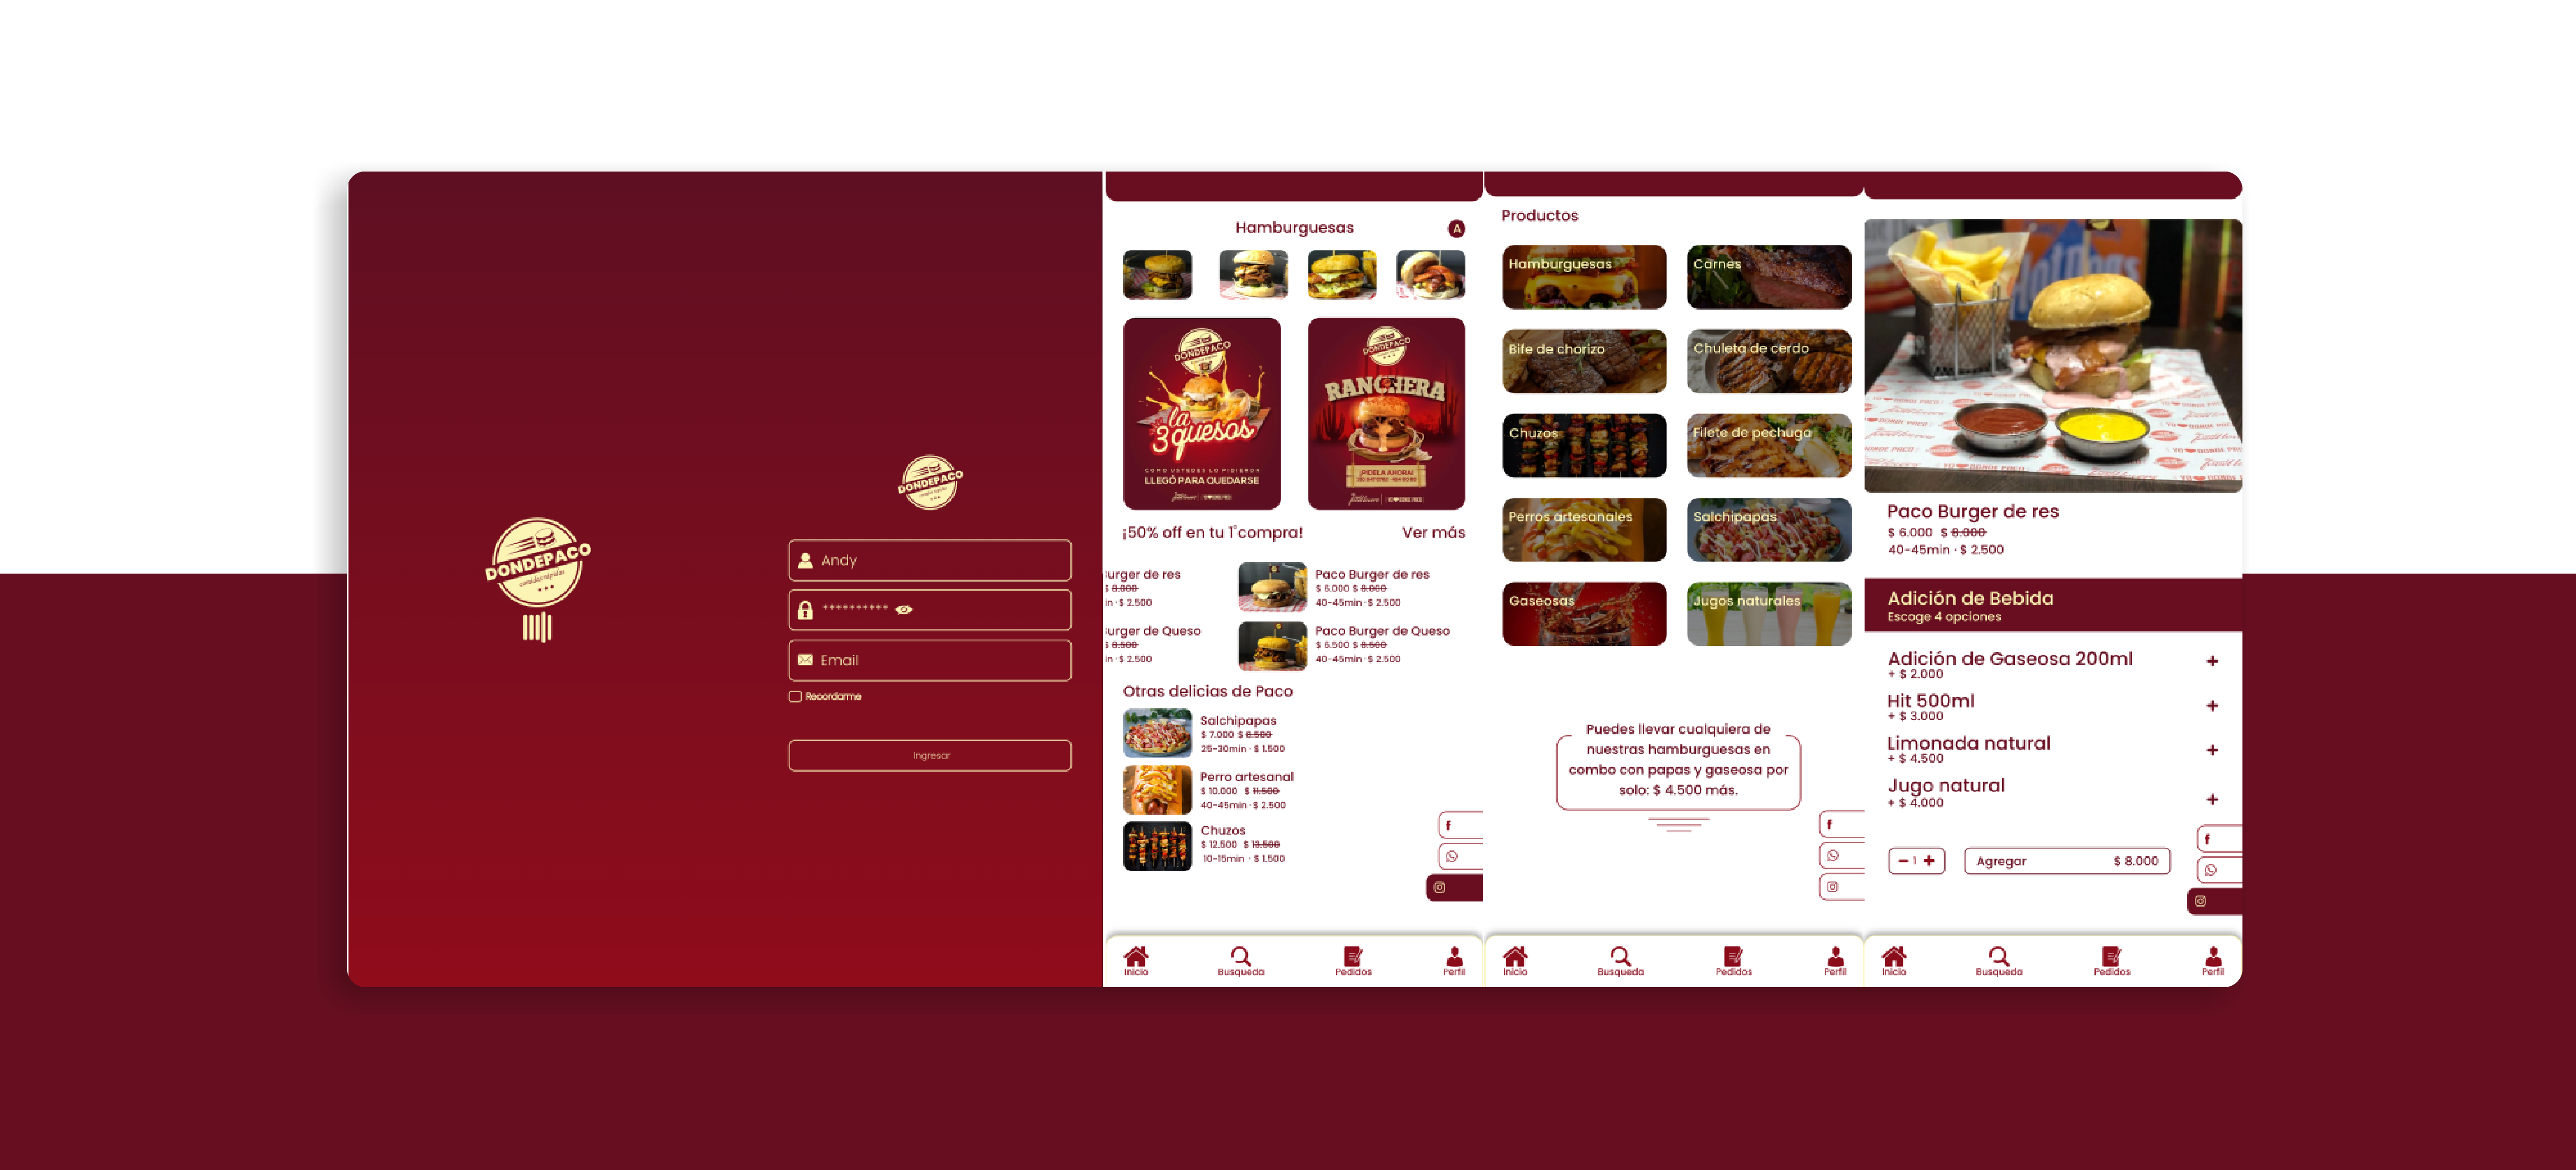 DONDEPACO
comidas rápidas
DONDEPACO
Andy
**********
Email
Recordarme
Ingresar
Hamburguesas
A
DONDEPACO
la
3 quesos
COMO USTEDES LO PIDIERON
LLEGÓ PARA QUEDARSE
DONDEPACO
RANCHERA
¡PIDELA AHORA!
¡50% off en tu 1°compra!
Ver más
Burger de res
$ 8.000
in · $ 2.500
Paco Burger de res
$ 6.000 $ 8.000
40-45min · $ 2.500
Burger de Queso
$ 8.500
in · $ 2.500
Paco Burger de Queso
$ 6.500 $ 8.500
40-45min · $ 2.500
Otras delicias de Paco
Salchipapas
$ 7.000 $ 8.500
25-30min · $ 1.500
Perro artesanal
$ 10.000 $ 11.500
40-45min · $ 2.500
Chuzos
$ 12.500 $ 13.500
10-15min · $ 1.500
Inicio
Busqueda
Pedidos
Perfil
Productos
Hamburguesas
Carnes
Bife de chorizo
Chuleta de cerdo
Chuzos
Filete de pechuga
Perros artesanales
Salchipapas
Gaseosas
Jugos naturales
Puedes llevar cualquiera de
nuestras hamburguesas en
combo con papas y gaseosa por
solo: $ 4.500 más.
Inicio
Busqueda
Pedidos
Perfil
Paco Burger de res
$ 6.000 $ 8.000
40-45min · $ 2.500
Adición de Bebida
Escoge 4 opciones
Adición de Gaseosa 200ml
+ $ 2.000
Hit 500ml
+ $ 3.000
Limonada natural
+ $ 4.500
Jugo natural
+ $ 4.000
1
Agregar $ 8.000
Inicio
Busqueda
Pedidos
Perfil